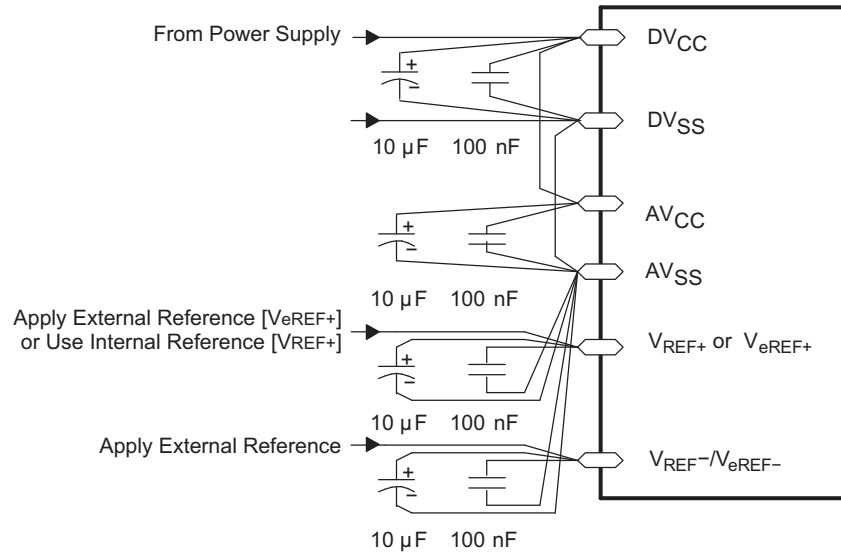 From Power Supply
DVCC
+
−
DVSS
10 µF 100 nF
AVCC
+
−
AVSS
10 µF 100 nF
Apply External Reference [VeREF+]
or Use Internal Reference [VREF+]
VREF+ or VeREF+
+
−
10 µF 100 nF
Apply External Reference
VREF−/VeREF−
+
−
10 µF 100 nF